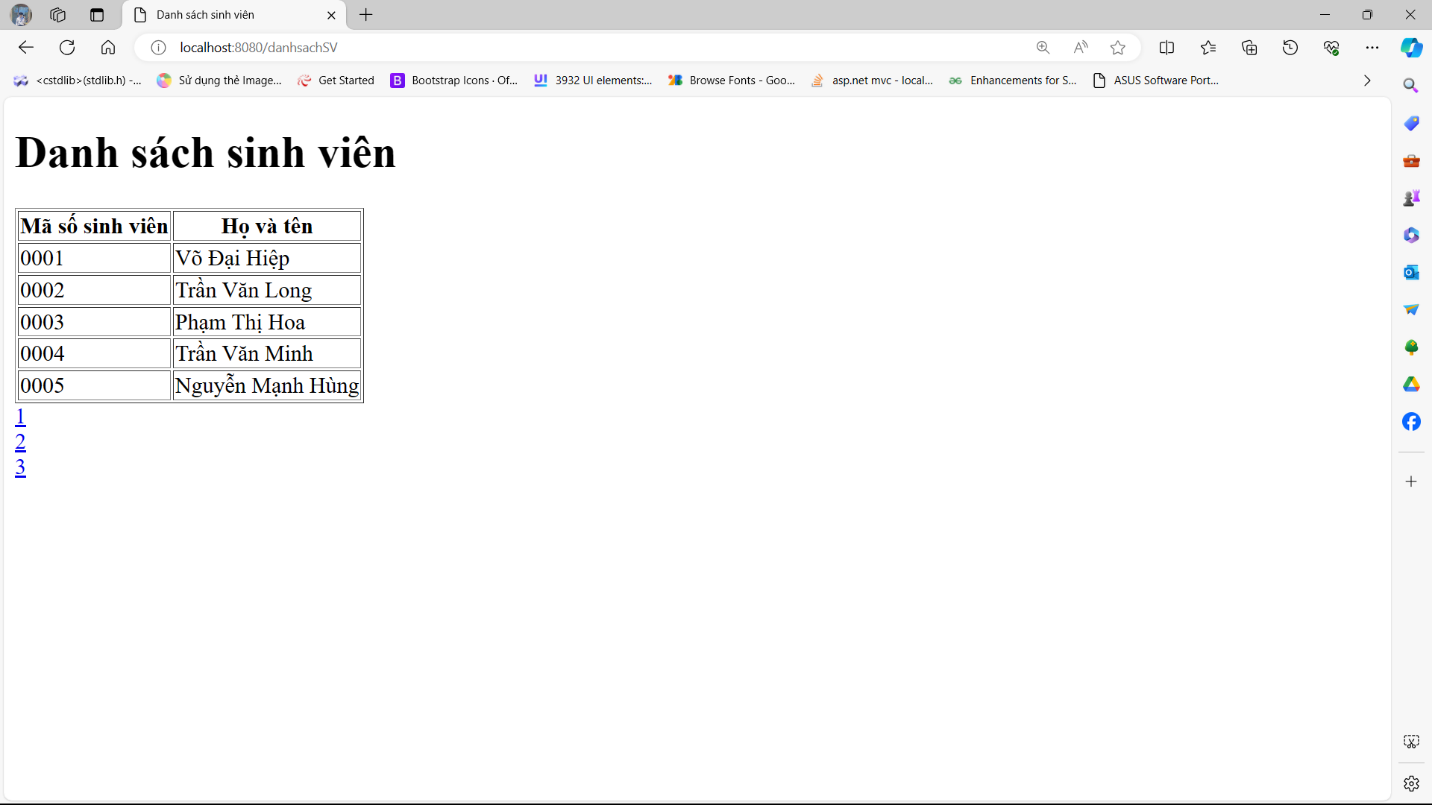 Danh sách sinh viên
localhost:8080/danhsachSV
<cstdlib>(stdlib.h) -... Sử dụng thẻ Image... Get Started Bootstrap Icons · Of... 3932 UI elements:... Browse Fonts - Goo... asp.net mvc - local... Enhancements for S... ASUS Software Port...
Danh sách sinh viên
Mã số sinh viên Họ và tên
0001 Võ Đại Hiệp
0002 Trần Văn Long
0003 Phạm Thị Hoa
0004 Trần Văn Minh
0005 Nguyễn Mạnh Hùng
1
2
3